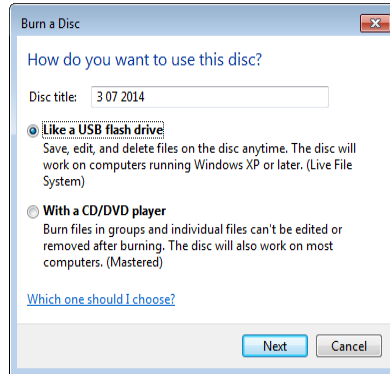 Burn a Disc
How do you want to use this disc?
Disc title: 3 07 2014
Like a USB flash drive
Save, edit, and delete files on the disc anytime. The disc will
work on computers running Windows XP or later. (Live File
System)
With a CD/DVD player
Burn files in groups and individual files can't be edited or
removed after burning. The disc will also work on most
computers. (Mastered)
Which one should I choose?
Next Cancel